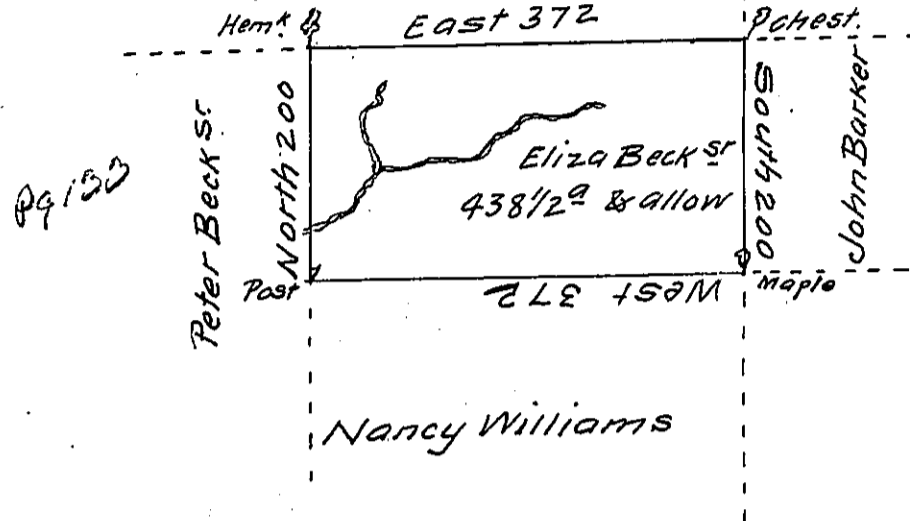 Hemk East 372 P chest.
Peter Beck sr.
North 200
South 200
John Barker
Pg 133
Eliza Beck sr
438 1/2 a & allow
Post West 372 Maple
Nancy Williams